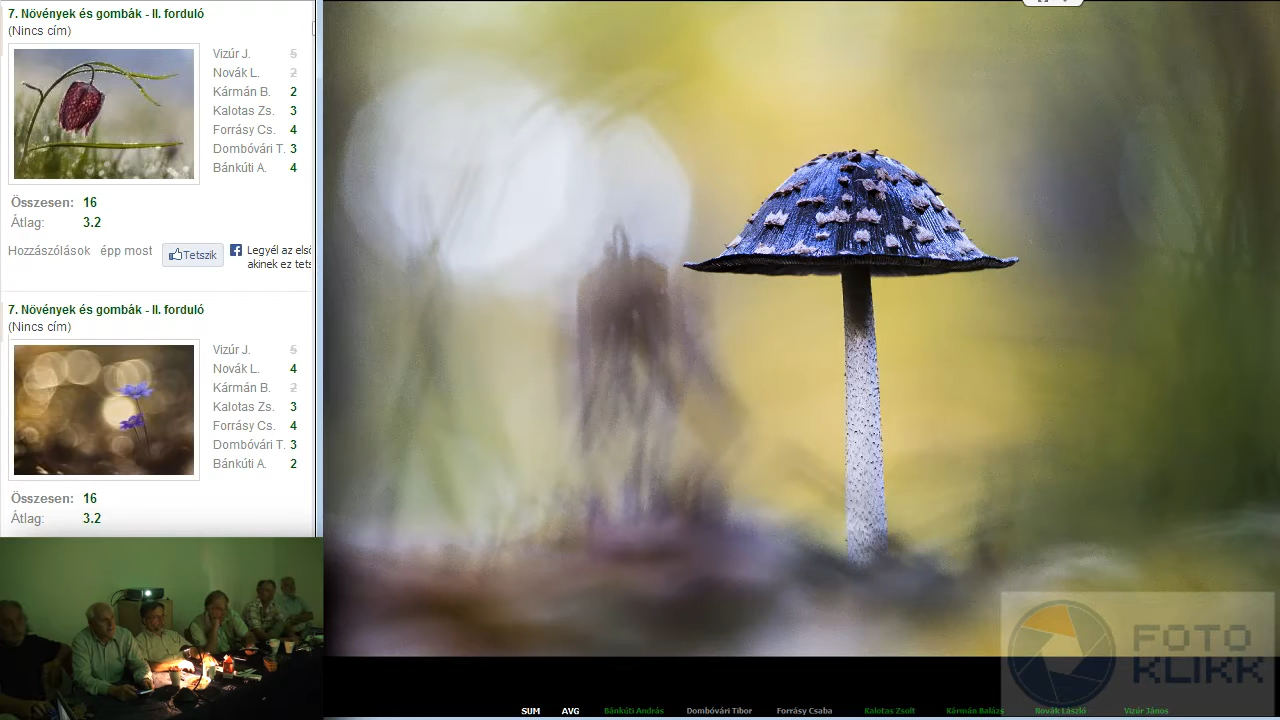 7. Növények és gombák - II. forduló
(Nincs cím)
Vizúr J. 5
Novák L. 2
Kármán B. 2
Kalotas Zs. 3
Forrásy Cs. 4
Dombóvári T. 3
Bánkúti A. 4
Összesen: 16
Átlag: 3.2
Hozzászólások épp most Tetszik Legyél az első
akinek ez tets
7. Növények és gombák - II. forduló
(Nincs cím)
Vizúr J. 5
Novák L. 4
Kármán B. 2
Kalotas Zs. 3
Forrásy Cs. 4
Dombóvári T. 3
Bánkúti A. 2
Összesen: 16
Átlag: 3.2
FOTO
KLIKK
SUM AVG Bánkúti András Dombóvári Tibor Forrásy Csaba Kalotás Zsolt Kármán Balázs Novák László Vizúr János